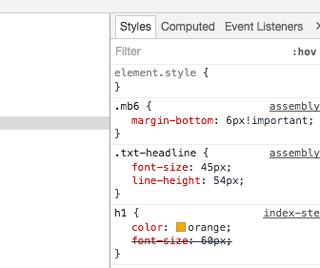 Styles Computed Event Listeners
Filter :hov
element.style {
}
.mb6 { assembly
margin-bottom: 6px!important;
}
.txt-headline { assembly
font-size: 45px;
line-height: 54px;
}
h1 { index-ste
color: orange;
font-size: 60px;
}